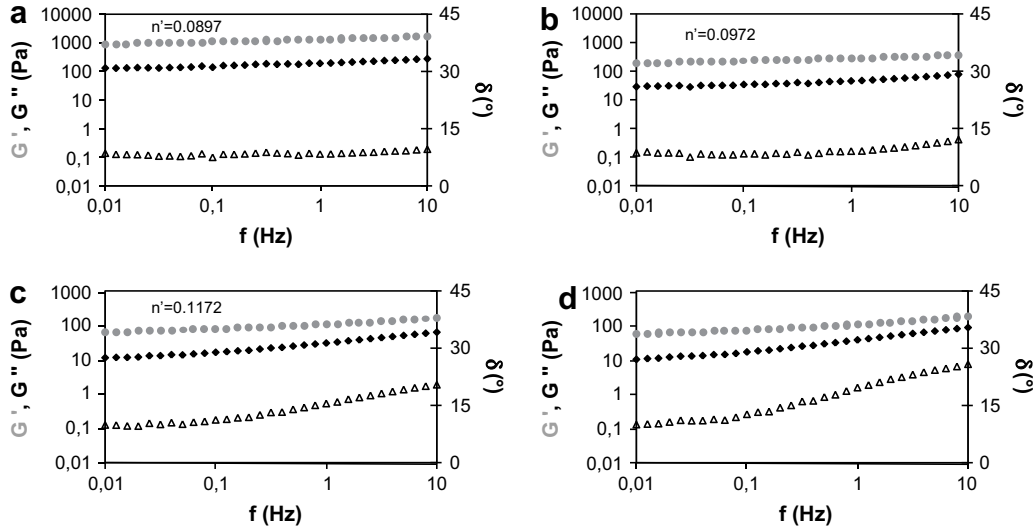 a
n'=0.0897
10000
1000
100
10
1
0,1
0,01
G', G'' (Pa)
45
30
15
0
δ(°)
0,01 0,1 1 10
f (Hz)
b
n'=0.0972
10000
1000
100
10
1
0,1
0,01
G', G'' (Pa)
45
30
15
0
δ(°)
0,01 0,1 1 10
f (Hz)
c
n'=0.1172
1000
100
10
1
0,1
0,01
G', G'' (Pa)
45
30
15
0
δ(°)
0,01 0,1 1 10
f (Hz)
d
1000
100
10
1
0,1
0,01
G', G'' (Pa)
45
30
15
0
δ(°)
0,01 0,1 1 10
f (Hz)